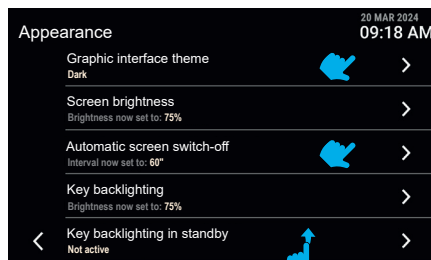 20 MAR 2024
Appearance
09:18 AM
Graphic interface theme
Dark
Screen brightness
Brightness now set to: 75%
Automatic screen switch-off
Interval now set to: 60"
Key backlighting
Brightness now set to: 75%
Key backlighting in standby
Not active